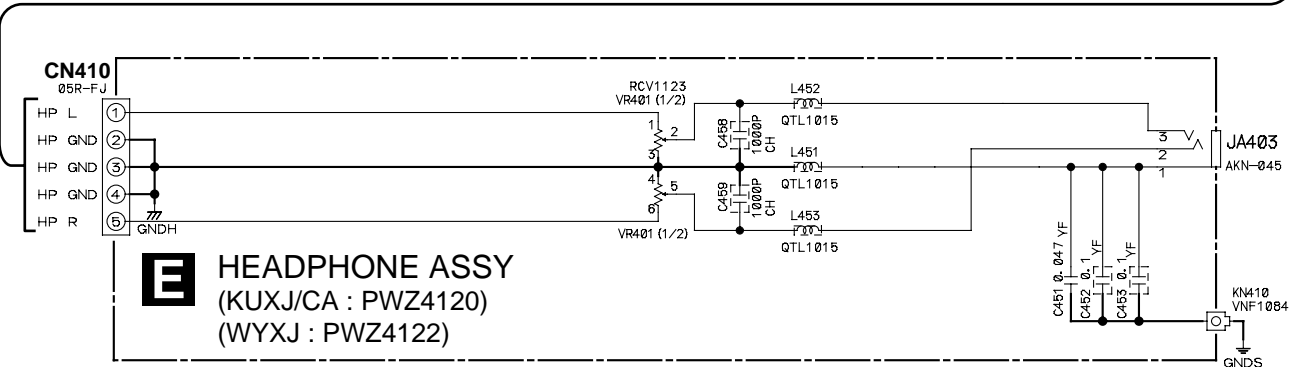 CN410
05R-FJ
HP L 1
HP GND 2
HP GND 3
HP GND 4
HP R 5
GNDH
RCV1123
VR401 (1/2)
1
2
3
4
5
6
VR401 (1/2)
C458
1000P
CH
C459
1000P
CH
L452
QTL1015
L451
QTL1015
L453
QTL1015
3
2
1
JA403
AKN-045
C451 0.047 YF
C452 0.1 YF
C453 0.1 YF
KN410
VNF1084
GNDS
E HEADPHONE ASSY
(KUXJ/CA : PWZ4120)
(WYXJ : PWZ4122)